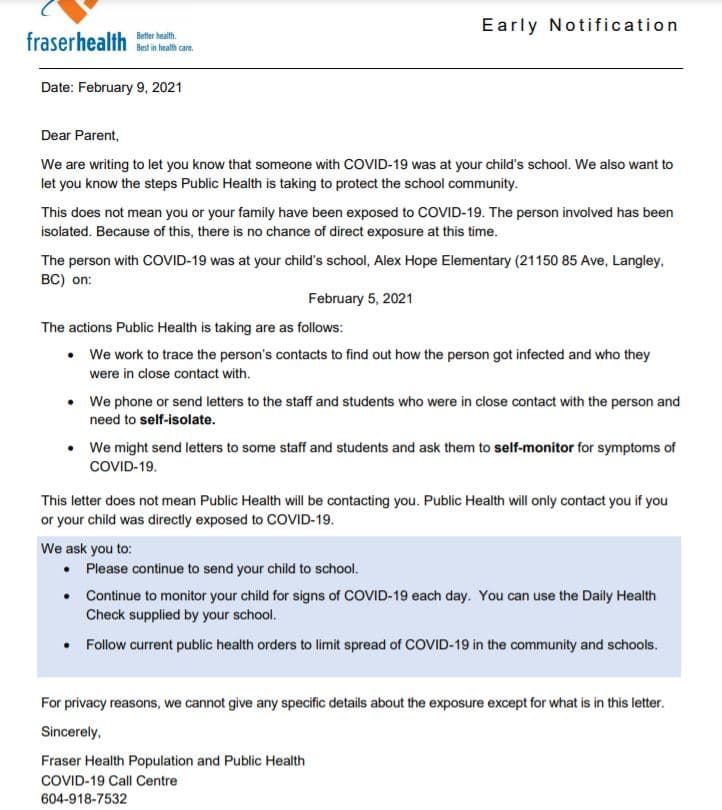 fraserhealth
Better health.
Best in health care.
Early Notification
Date: February 9, 2021
Dear Parent,
We are writing to let you know that someone with COVID-19 was at your child's school. We also want to
let you know the steps Public Health is taking to protect the school community.
This does not mean you or your family have been exposed to COVID-19. The person involved has been
isolated. Because of this, there is no chance of direct exposure at this time.
The person with COVID-19 was at your child's school, Alex Hope Elementary (21150 85 Ave, Langley,
BC) on:
February 5, 2021
The actions Public Health is taking are as follows:
• We work to trace the person's contacts to find out how the person got infected and who they
were in close contact with.
• We phone or send letters to the staff and students who were in close contact with the person and
need to self-isolate.
• We might send letters to some staff and students and ask them to self-monitor for symptoms of
COVID-19.
This letter does not mean Public Health will be contacting you. Public Health will only contact you if you
or your child was directly exposed to COVID-19.
We ask you to:
• Please continue to send your child to school.
• Continue to monitor your child for signs of COVID-19 each day. You can use the Daily Health
Check supplied by your school.
• Follow current public health orders to limit spread of COVID-19 in the community and schools.
For privacy reasons, we cannot give any specific details about the exposure except for what is in this letter.
Sincerely,
Fraser Health Population and Public Health
COVID-19 Call Centre
604-918-7532